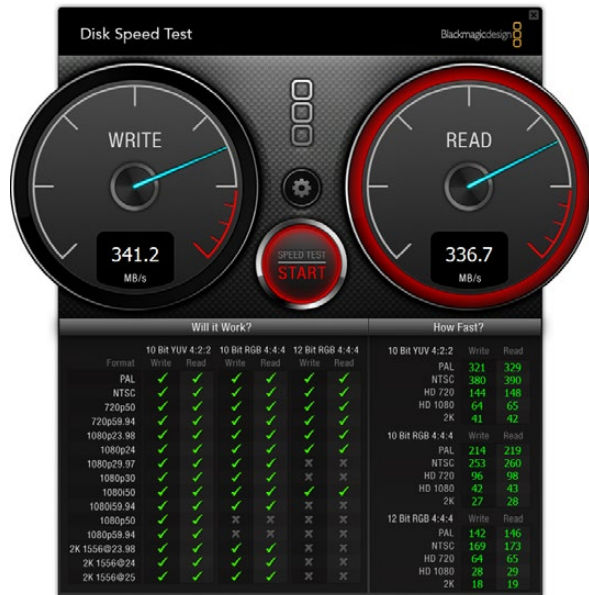 Disk Speed Test
Blackmagicdesign
WRITE
341.2
MB/s
SPEED TEST
START
READ
336.7
MB/s
Will it Work?
10 Bit YUV 4:2:2 10 Bit RGB 4:4:4 12 Bit RGB 4:4:4
Format Write Read Write Read Write Read
PAL
NTSC
720p50
720p59.94
1080p23.98
1080p24
1080p29.97
1080p30
1080i50
1080i59.94
1080p50
1080p59.94
2K 1556@23.98
2K 1556@24
2K 1556@25
How Fast?
10 Bit YUV 4:2:2 Write Read
PAL 321 329
NTSC 380 390
HD 720 144 148
HD 1080 64 65
2K 41 42
10 Bit RGB 4:4:4 Write Read
PAL 214 219
NTSC 253 260
HD 720 96 98
HD 1080 42 43
2K 27 28
12 Bit RGB 4:4:4 Write Read
PAL 142 146
NTSC 169 173
HD 720 64 65
HD 1080 28 29
2K 18 19